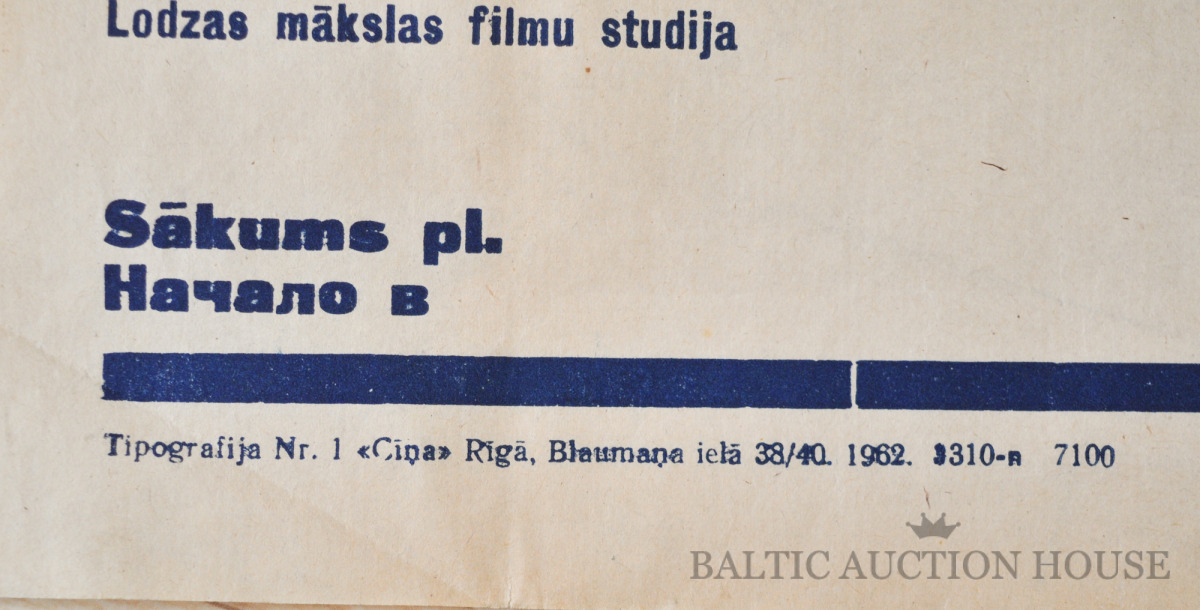 Lodzas mākslas filmu studija
Sākums pl.
Начало в
Tipografija Nr. 1 «Cīņa» Rīgā, Blaumaņa ielā 38/40. 1962. 7100
BALTIC AUCTION HOUSE